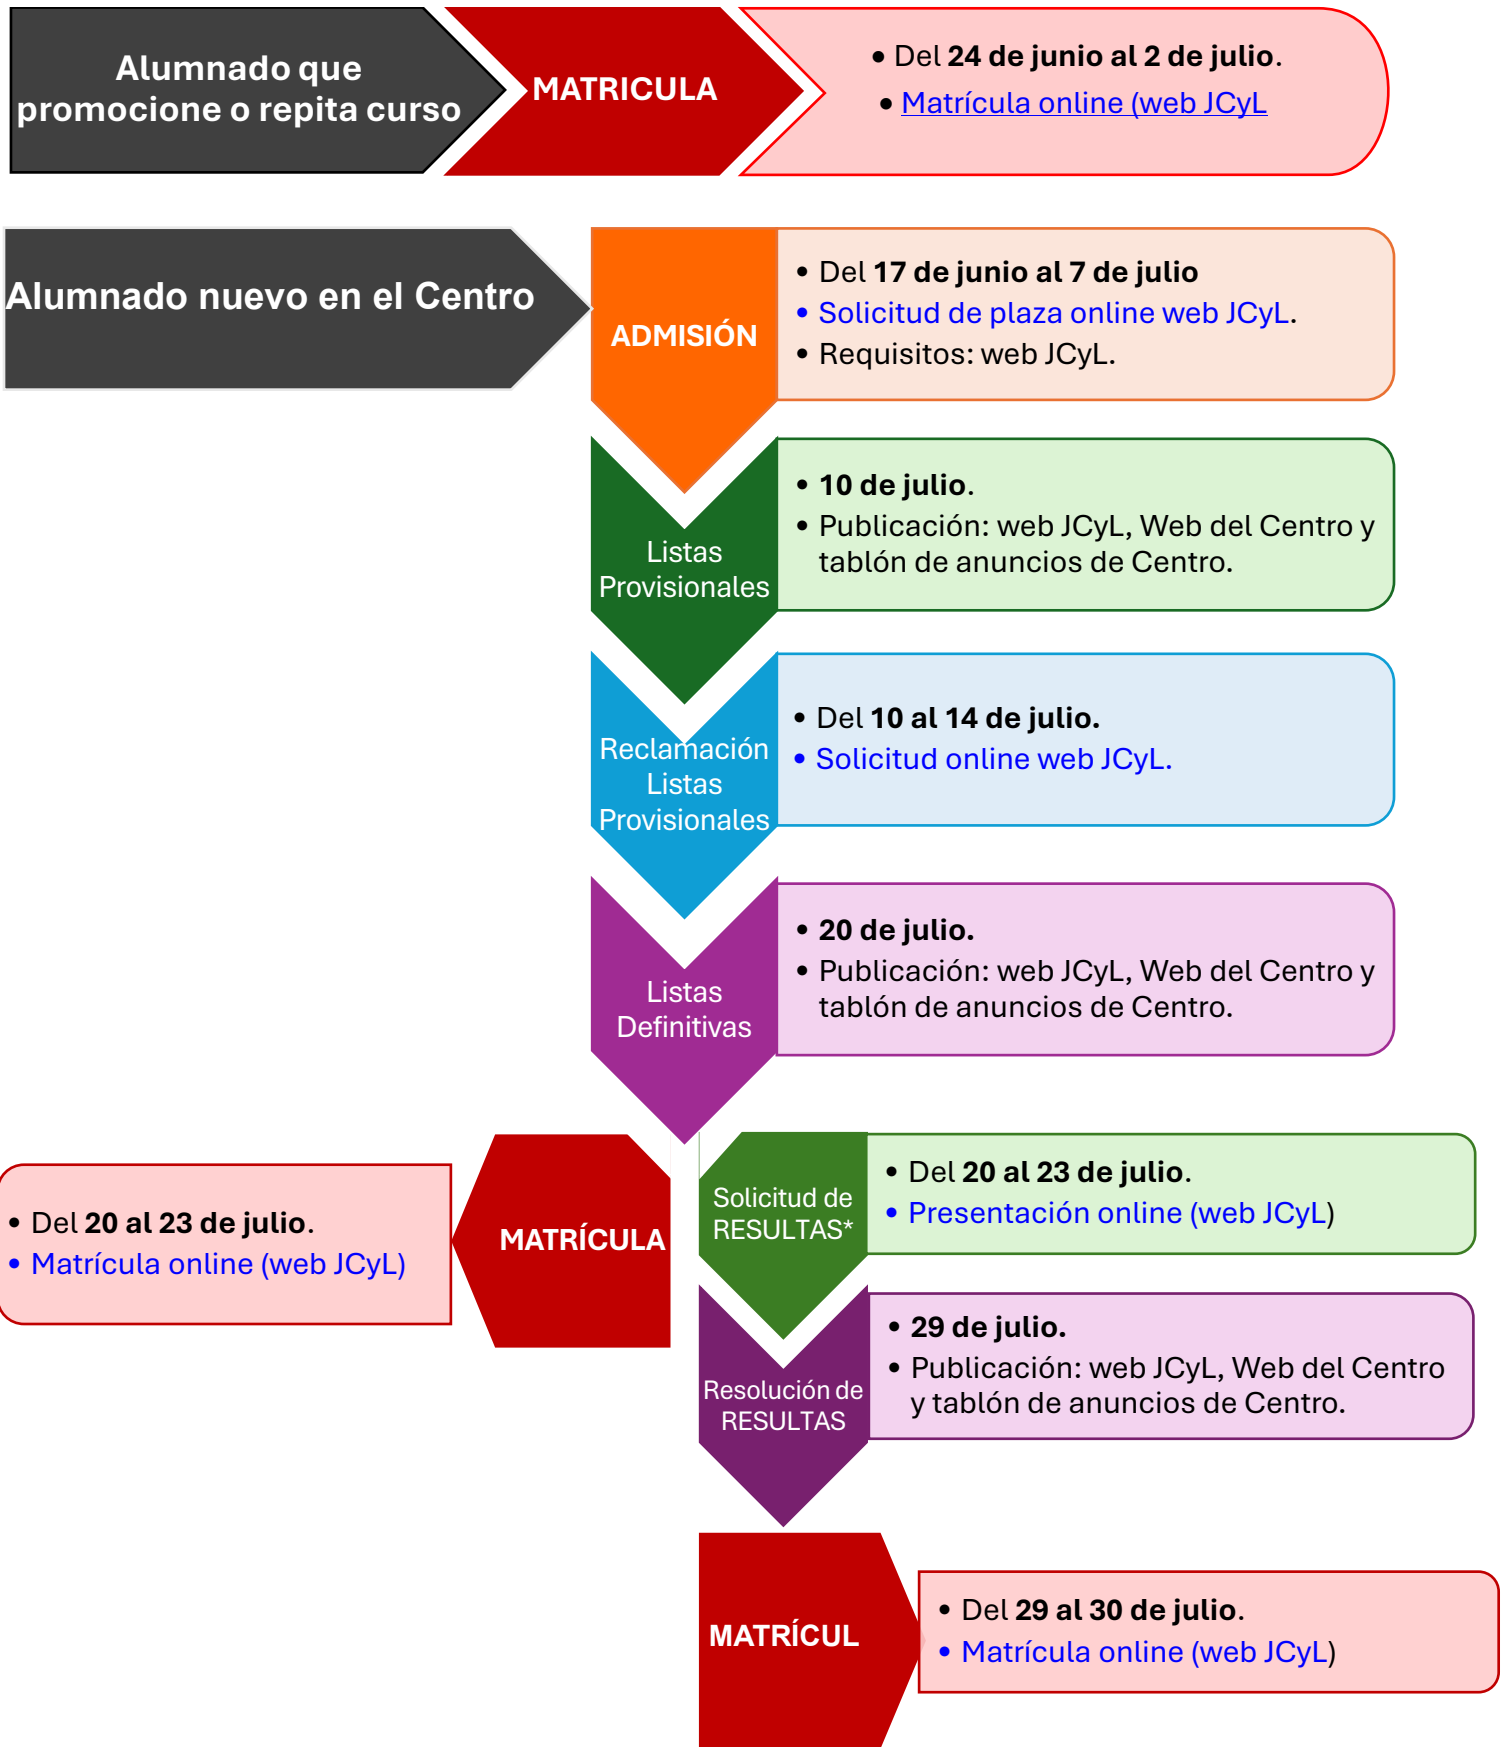 Alumnado que
promocione o repita curso
MATRICULA
• Del 24 de junio al 2 de julio.
• Matrícula online (web JCyL
Alumnado nuevo en el Centro
ADMISIÓN
• Del 17 de junio al 7 de julio
• Solicitud de plaza online web JCyL.
• Requisitos: web JCyL.
Listas
Provisionales
• 10 de julio.
• Publicación: web JCyL, Web del Centro y
tablón de anuncios de Centro.
Reclamación
Listas
Provisionales
• Del 10 al 14 de julio.
• Solicitud online web JCyL.
Listas
Definitivas
• 20 de julio.
• Publicación: web JCyL, Web del Centro y
tablón de anuncios de Centro.
MATRÍCULA
• Del 20 al 23 de julio.
• Matrícula online (web JCyL)
Solicitud de
RESULTAS*
• Del 20 al 23 de julio.
• Presentación online (web JCyL)
Resolución de
RESULTAS
• 29 de julio.
• Publicación: web JCyL, Web del Centro
y tablón de anuncios de Centro.
MATRÍCUL
• Del 29 al 30 de julio.
• Matrícula online (web JCyL)